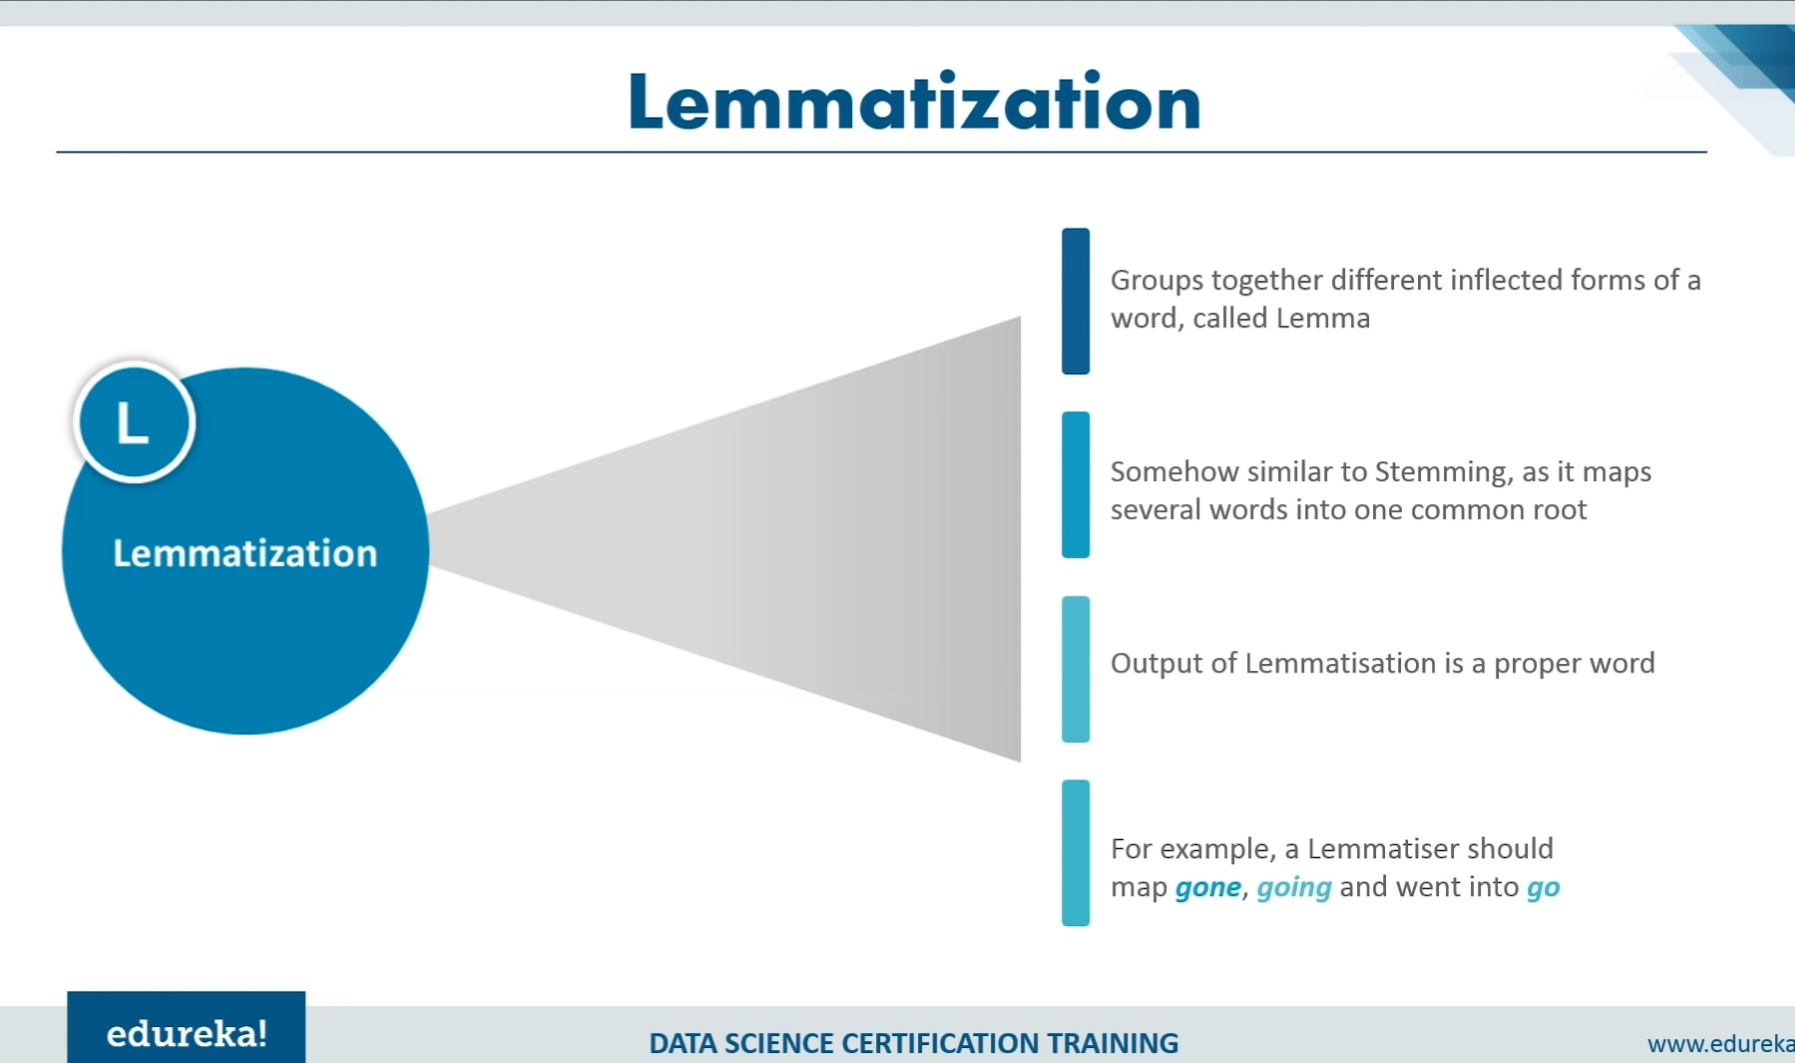 Lemmatization
L
Lemmatization
Groups together different inflected forms of a
word, called Lemma
Somehow similar to Stemming, as it maps
several words into one common root
Output of Lemmatisation is a proper word
For example, a Lemmatiser should
map gone, going and went into go
edureka!
DATA SCIENCE CERTIFICATION TRAINING
www.edureka